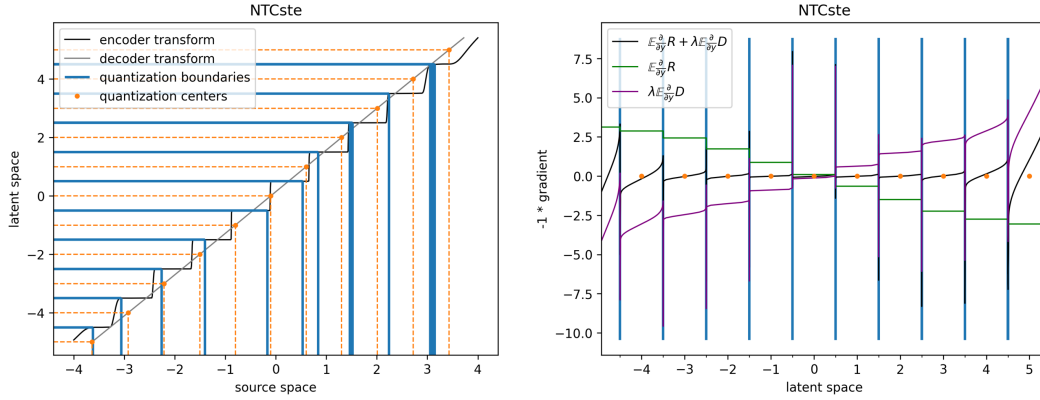 NTCste
encoder transform
decoder transform
quantization boundaries
quantization centers
4
2
0
−2
−4
latent space
−4 −3 −2 −1 0 1 2 3 4
source space
NTCste
𝔼 ∂/∂y R + λ𝔼 ∂/∂y D
𝔼 ∂/∂y R
λ𝔼 ∂/∂y D
7.5
5.0
2.5
0.0
−2.5
−5.0
−7.5
−10.0
-1 * gradient
−4 −3 −2 −1 0 1 2 3 4 5
latent space